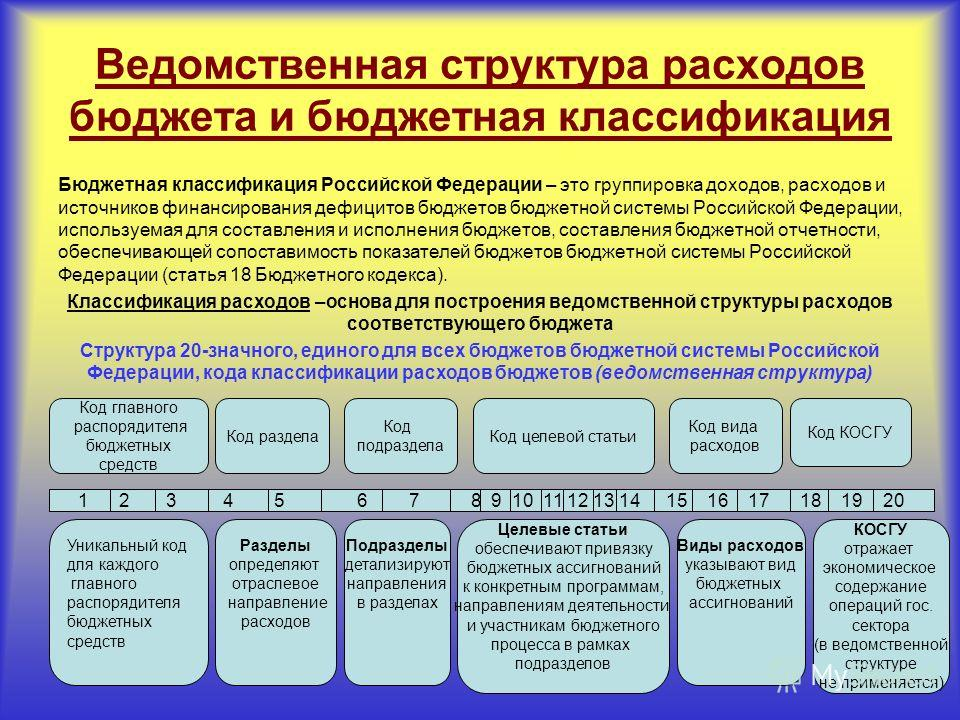 Ведомственная структура расходов
бюджета и бюджетная классификация
Бюджетная классификация Российской Федерации – это группировка доходов, расходов и
источников финансирования дефицитов бюджетов бюджетной системы Российской Федерации,
используемая для составления и исполнения бюджетов, составления бюджетной отчетности,
обеспечивающей сопоставимость показателей бюджетов бюджетной системы Российской
Федерации (статья 18 Бюджетного кодекса).
Классификация расходов –основа для построения ведомственной структуры расходов
соответствующего бюджета
Структура 20-значного, единого для всех бюджетов бюджетной системы Российской
Федерации, кода классификации расходов бюджетов (ведомственная структура)
Код главного
распорядителя
бюджетных
средств
Код раздела
Код
подраздела
Код целевой статьи
Код вида
расходов
Код КОСГУ
1 2 3 4 5 6 7 8 9 10 11 12 13 14 15 16 17 18 19 20
Уникальный код
для каждого
главного
распорядителя
бюджетных
средств
Разделы
определяют
отраслевое
направление
расходов
Подразделы
детализируют
направления
в разделах
Целевые статьи
обеспечивают привязку
бюджетных ассигнований
к конкретным программам,
направлениям деятельности
и участникам бюджетного
процесса в рамках
подразделов
Виды расходов
указывают вид
бюджетных
ассигнований
КОСГУ
отражает
экономическое
содержание
операций гос.
сектора
(в ведомственной
структуре
не применяется)